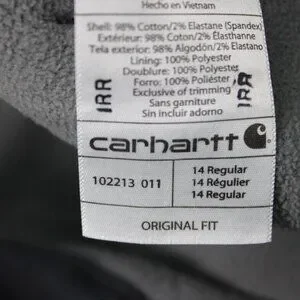 Hecho en Vietnam
Shell: 98% Cotton/2% Elastane (Spandex)
Extérieur: 98% Coton/2% Élasthanne
Tela exterior: 98% Algodón/2% Elastano
Lining: 100% Polyester
Doublure: 100% Polyester
Forro: 100% Poliéster
Exclusive of trimming
Sans garniture
Sin incluir adorno
IRR
IRR
carhartt
102213 011
14 Regular
14 Régulier
14 Regular
ORIGINAL FIT